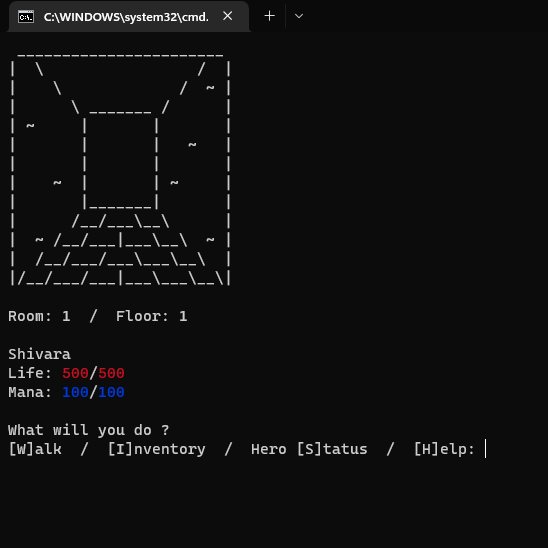 C:\WINDOWS\system32\cmd.
Room: 1  /  Floor: 1
Shivara
Life: 500/500
Mana: 100/100
What will you do ?
[W]alk  /  [I]nventory  /  Hero [S]tatus  /  [H]elp: